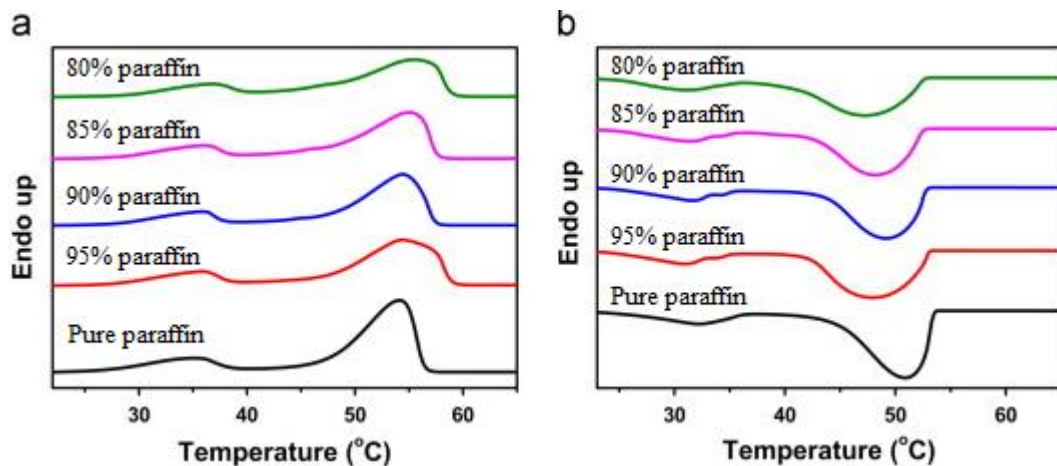 a
80% paraffin
85% paraffin
90% paraffin
95% paraffin
Pure paraffin
Endo up
30 40 50 60
Temperature (°C)
b
80% paraffin
85% paraffin
90% paraffin
95% paraffin
Pure paraffin
Endo up
30 40 50 60
Temperature (°C)